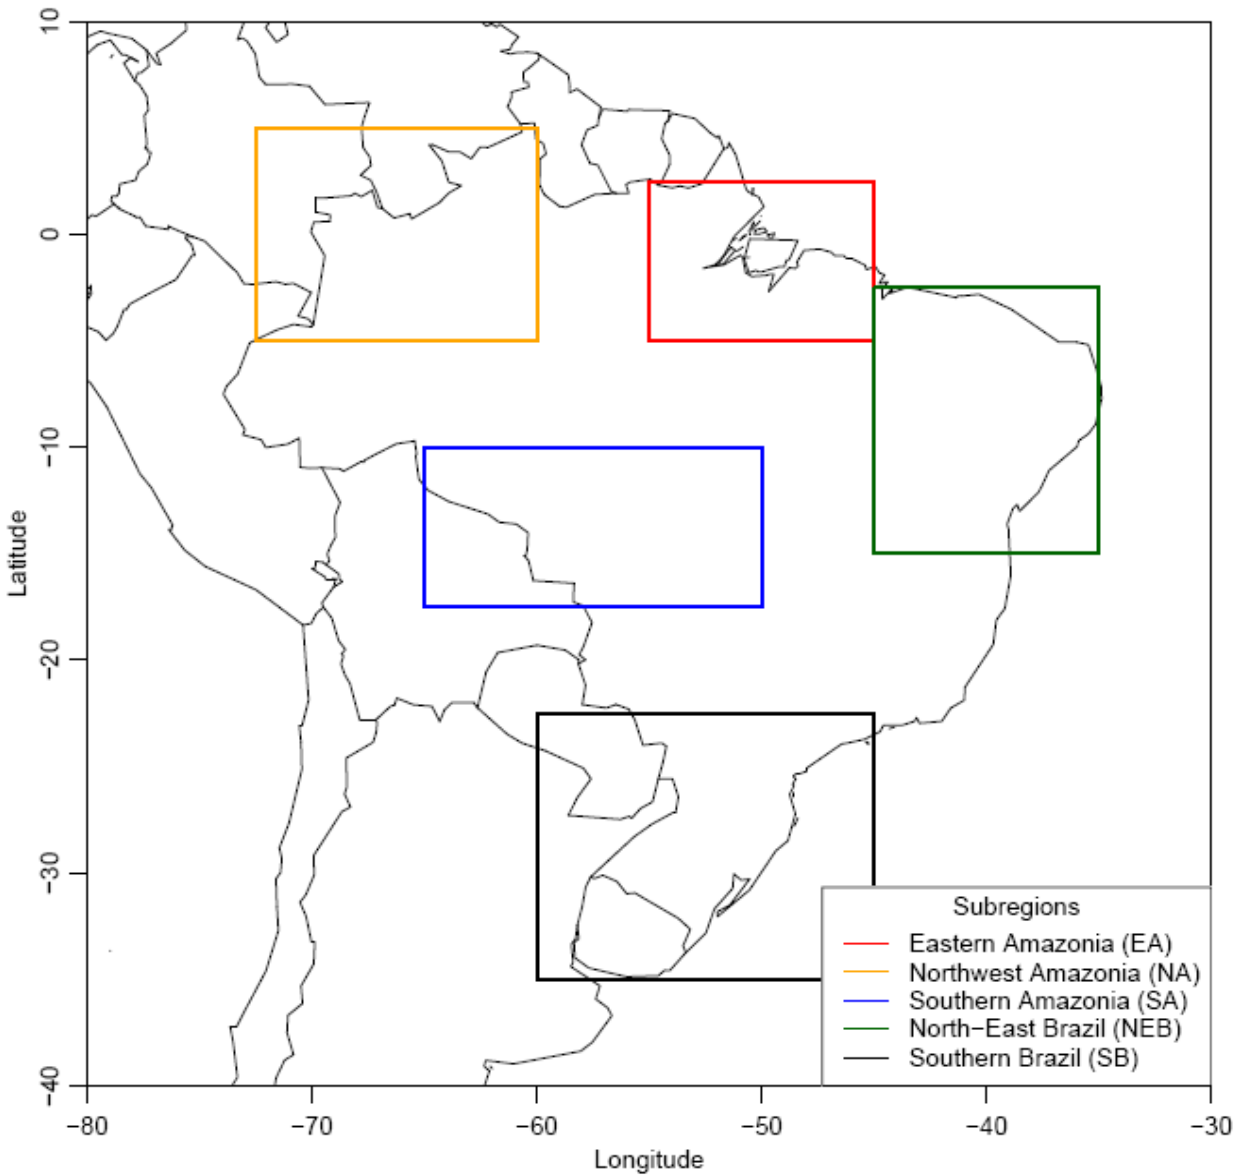 10
0
−10
−20
−30
−40
Latitude
−80
−70
−60
−50
−40
−30
Longitude
Subregions
Eastern Amazonia (EA)
Northwest Amazonia (NA)
Southern Amazonia (SA)
North−East Brazil (NEB)
Southern Brazil (SB)